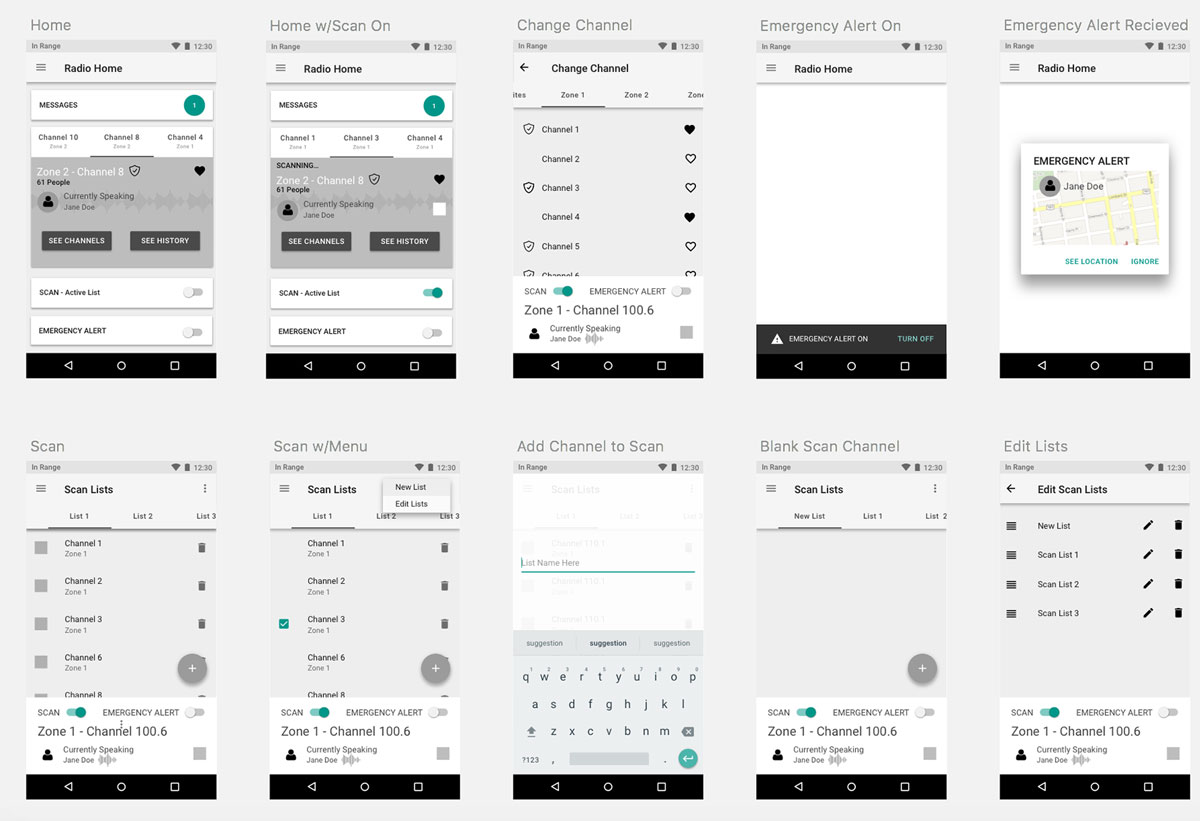 Home
In Range 12:30
Radio Home
MESSAGES 1
Channel 10 Channel 8 Channel 4
Zone 2 Zone 2 Zone 1
Zone 2 - Channel 8
61 People
Currently Speaking
Jane Doe
SEE CHANNELS SEE HISTORY
SCAN - Active List
EMERGENCY ALERT
Home w/Scan On
In Range 12:30
Radio Home
MESSAGES 1
Channel 1 Channel 3 Channel 4
Zone 1 Zone 1 Zone 1
SCANNING...
Zone 2 - Channel 8
61 People
Currently Speaking
Jane Doe
SEE CHANNELS SEE HISTORY
SCAN - Active List
EMERGENCY ALERT
Change Channel
In Range 12:30
Change Channel
ites Zone 1 Zone 2 Zone
Channel 1
Channel 2
Channel 3
Channel 4
Channel 5
Channel 6
SCAN EMERGENCY ALERT
Zone 1 - Channel 100.6
Currently Speaking
Jane Doe
Emergency Alert On
In Range 12:30
Radio Home
EMERGENCY ALERT ON TURN OFF
Emergency Alert Recieved
In Range 12:30
Radio Home
EMERGENCY ALERT
Jane Doe
SEE LOCATION IGNORE
Scan
In Range 12:30
Scan Lists
List 1 List 2 List 3
Channel 1
Zone 1
Channel 2
Zone 1
Channel 3
Zone 1
Channel 6
Zone 1
Channel 8
SCAN EMERGENCY ALERT
Zone 1 - Channel 100.6
Currently Speaking
Jane Doe
Scan w/Menu
In Range 12:30
Scan Lists
New List
Edit Lists
List 1 List 2 List 3
Channel 1
Zone 1
Channel 2
Zone 1
Channel 3
Zone 1
Channel 6
Zone 1
Channel 8
SCAN EMERGENCY ALERT
Zone 1 - Channel 100.6
Currently Speaking
Jane Doe
Add Channel to Scan
In Range 12:30
Scan Lists
List 1 List 2 List 3
Channel 110.1
Zone 1
List Name Here
Channel 110.1
Zone 1
Channel 110.1
suggestion suggestion suggestion
1 2 3 4 5 6 7 8 9 0
q w e r t y u i o p
a s d f g h j k l
z x c v b n m
?123 , .
Blank Scan Channel
In Range 12:30
Scan Lists
New List List 1 List 2
SCAN EMERGENCY ALERT
Zone 1 - Channel 100.6
Currently Speaking
Jane Doe
Edit Lists
In Range 12:30
Edit Scan Lists
New List
Scan List 1
Scan List 2
Scan List 3
SCAN EMERGENCY ALERT
Zone 1 - Channel 100.6
Currently Speaking
Jane Doe